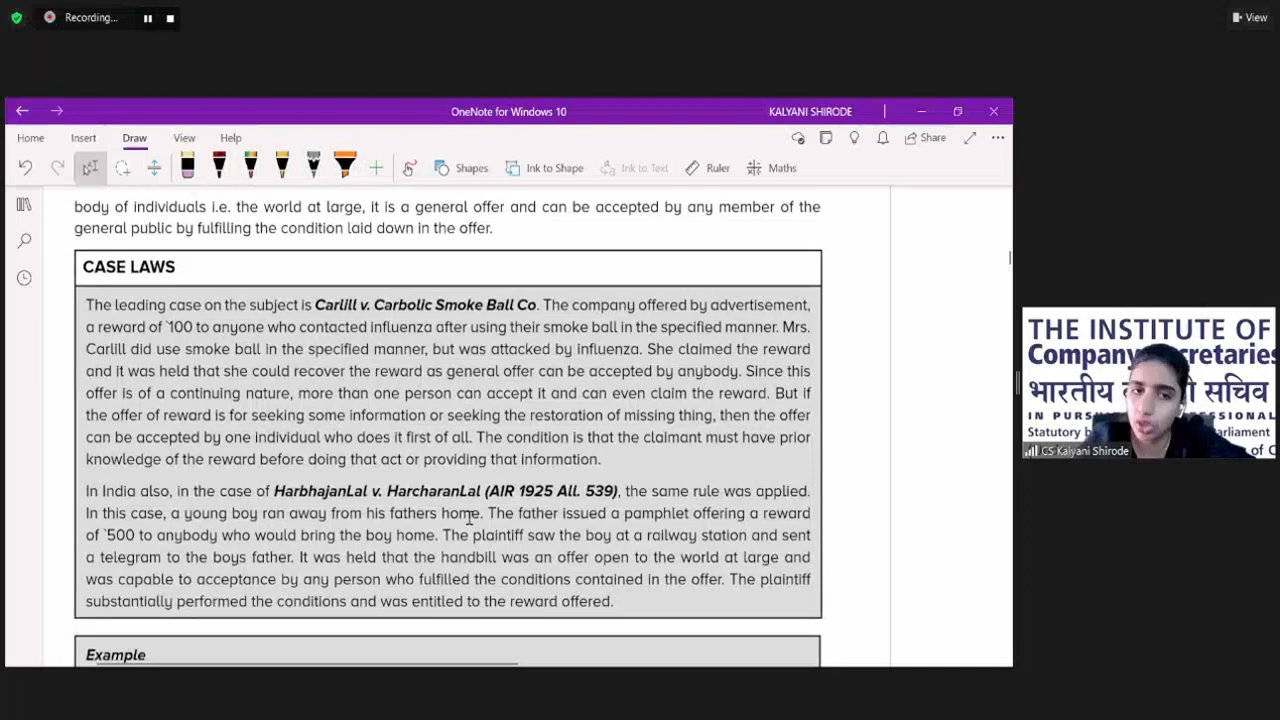 Recording...
View
OneNote for Windows 10
KALYANI SHIRODE
Home
Insert
Draw
View
Help
Share
Shapes
Ink to Shape
Ink to Text
Ruler
Maths
body of individuals i.e. the world at large, it is a general offer and can be accepted by any member of the
general public by fulfilling the condition laid down in the offer.
CASE LAWS
The leading case on the subject is Carlill v. Carbolic Smoke Ball Co. The company offered by advertisement,
a reward of `100 to anyone who contacted influenza after using their smoke ball in the specified manner. Mrs.
Carlill did use smoke ball in the specified manner, but was attacked by influenza. She claimed the reward
and it was held that she could recover the reward as general offer can be accepted by anybody. Since this
offer is of a continuing nature, more than one person can accept it and can even claim the reward. But if
the offer of reward is for seeking some information or seeking the restoration of missing thing, then the offer
can be accepted by one individual who does it first of all. The condition is that the claimant must have prior
knowledge of the reward before doing that act or providing that information.
In India also, in the case of HarbhajanLal v. HarcharanLal (AIR 1925 All. 539), the same rule was applied.
In this case, a young boy ran away from his fathers home. The father issued a pamphlet offering a reward
of `500 to anybody who would bring the boy home. The plaintiff saw the boy at a railway station and sent
a telegram to the boys father. It was held that the handbill was an offer open to the world at large and
was capable to acceptance by any person who fulfilled the conditions contained in the offer. The plaintiff
substantially performed the conditions and was entitled to the reward offered.
Example
THE INSTITUTE OF
Company
भारतीय सचिव
IN PURS
Statutory b
CS Kalyani Shirode